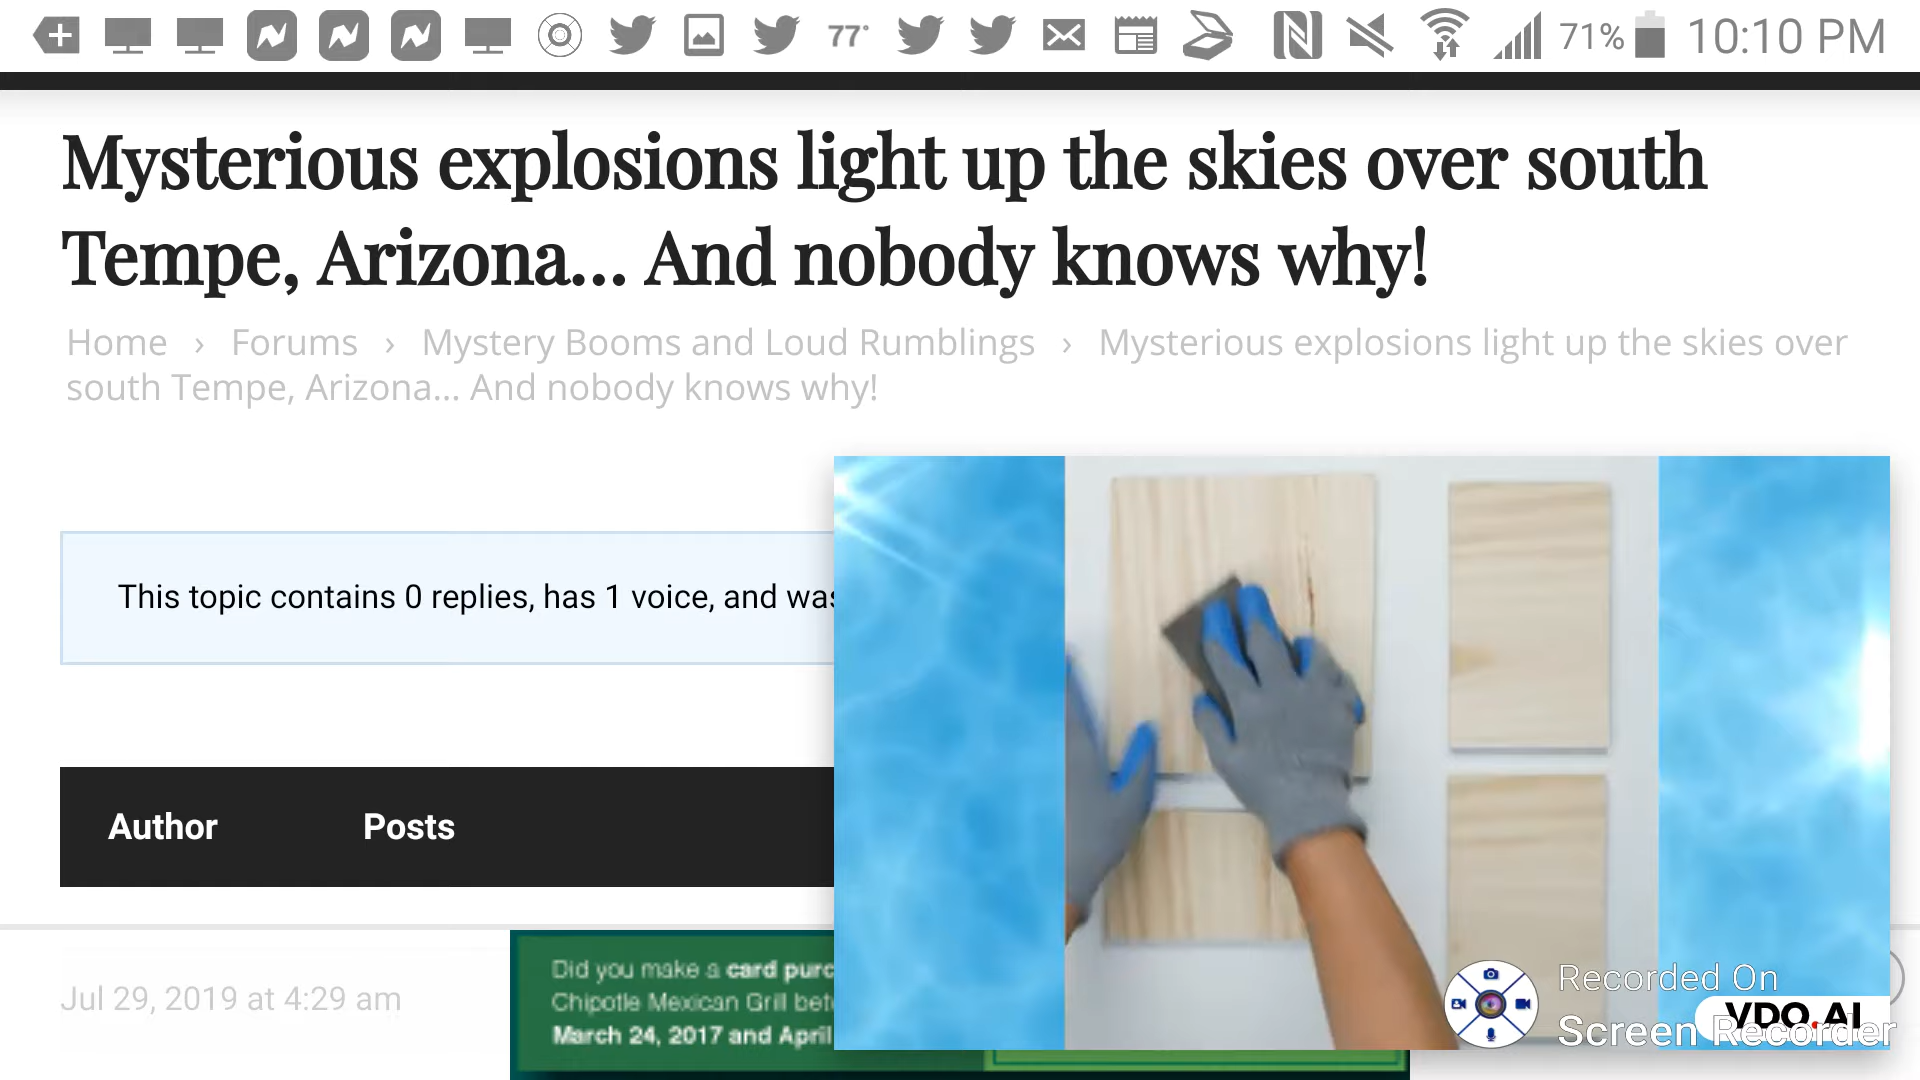 77° 71% 10:10 PM
Mysterious explosions light up the skies over south
Tempe, Arizona... And nobody knows why!
Home › Forums › Mystery Booms and Loud Rumblings › Mysterious explosions light up the skies over
south Tempe, Arizona... And nobody knows why!
This topic contains 0 replies, has 1 voice, and was
Author Posts
Jul 29, 2019 at 4:29 am
Did you make a card purc
Chipotle Mexican Grill bet
March 24, 2017 and April
Recorded On
Screen Recorder
VDO.AI